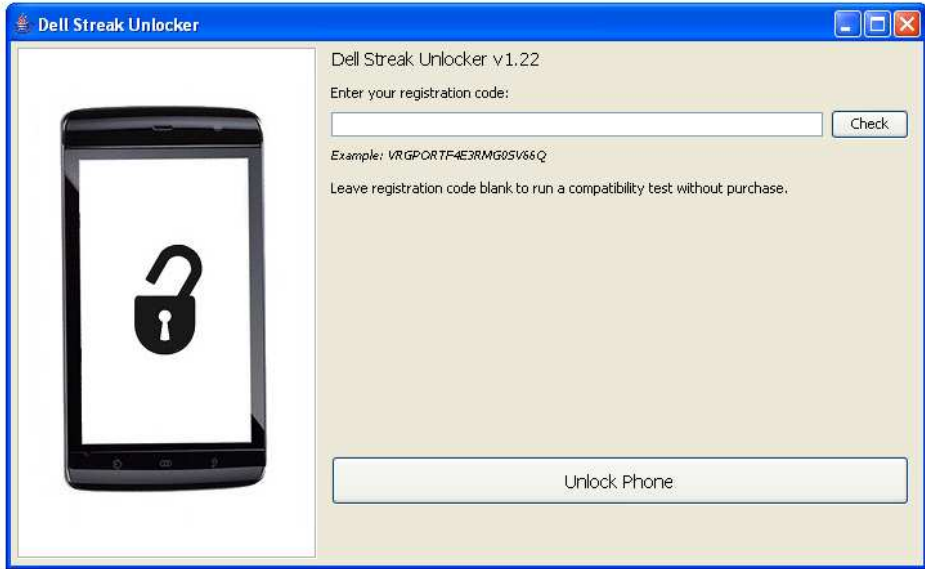 Dell Streak Unlocker
Dell Streak Unlocker v1.22
Enter your registration code:
Check
Example: VRGPORTF4E3RMG0SV66Q
Leave registration code blank to run a compatibility test without purchase.
Unlock Phone